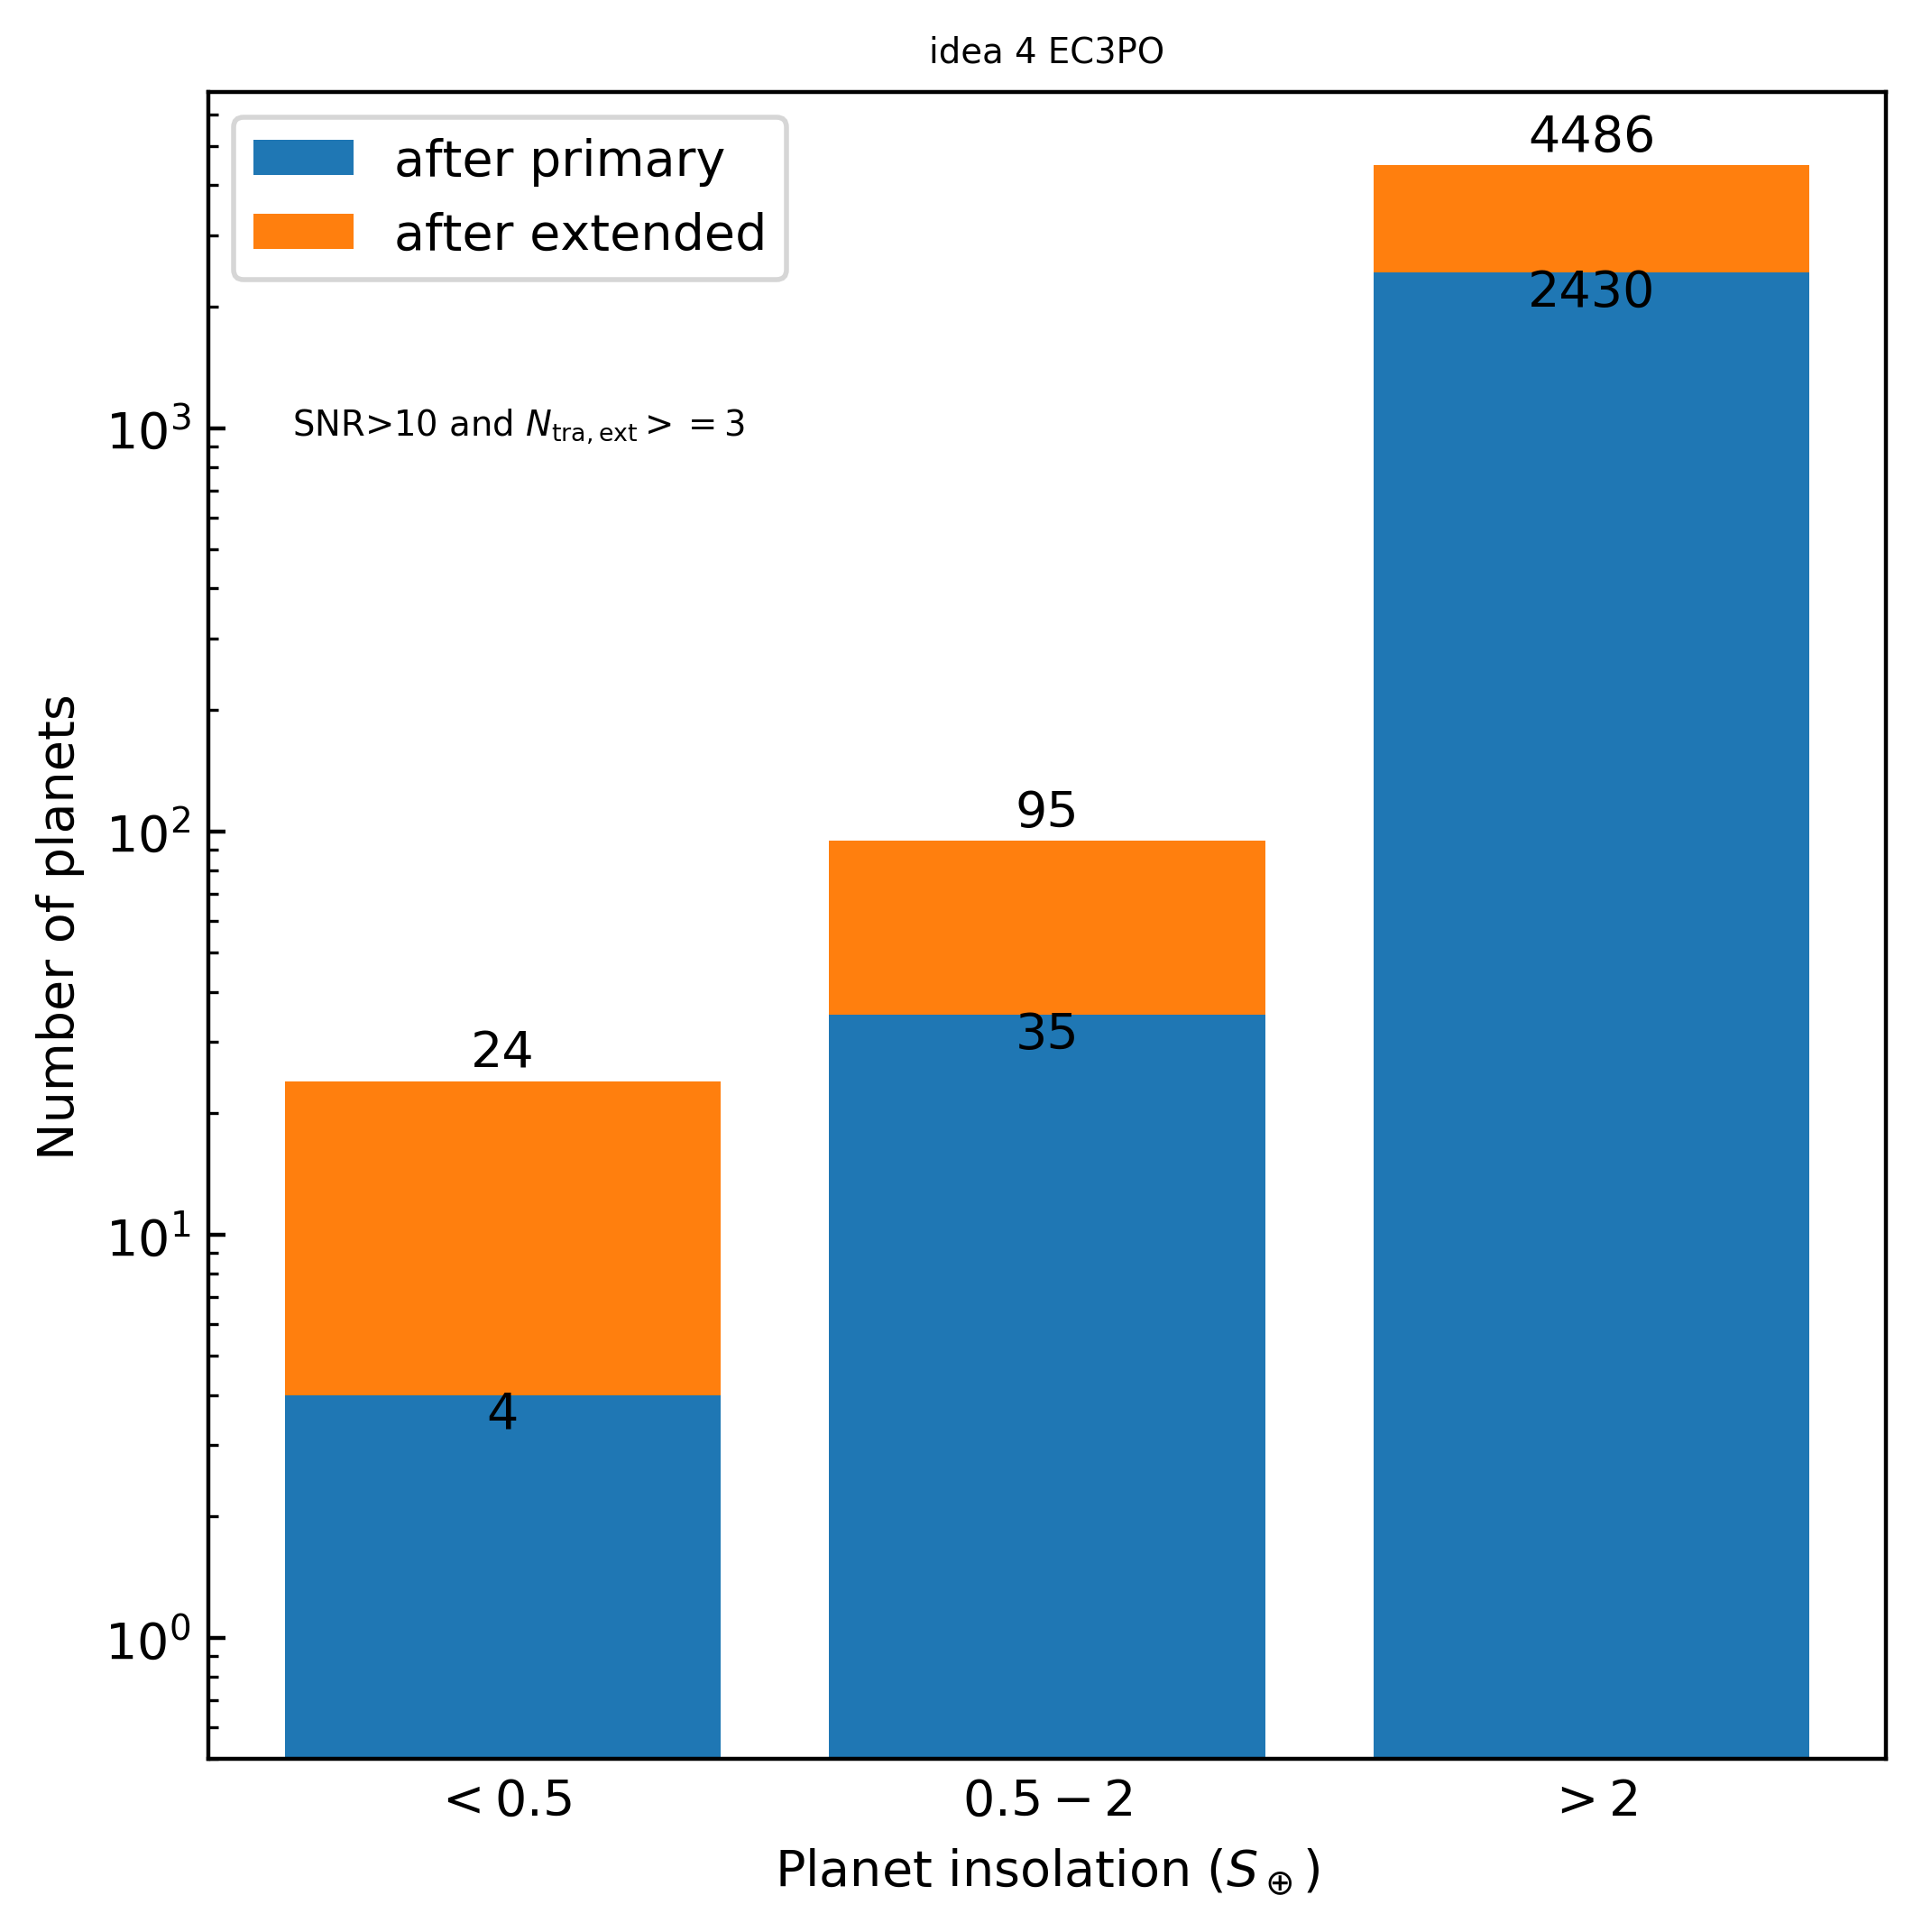 idea 4 EC3PO
after primary
after extended
4486
2430
SNR>10 and N_tra,ext >= 3
95
35
24
4
10^3
10^2
10^1
10^0
Number of planets
< 0.5
0.5 − 2
> 2
Planet insolation (S_⊕)